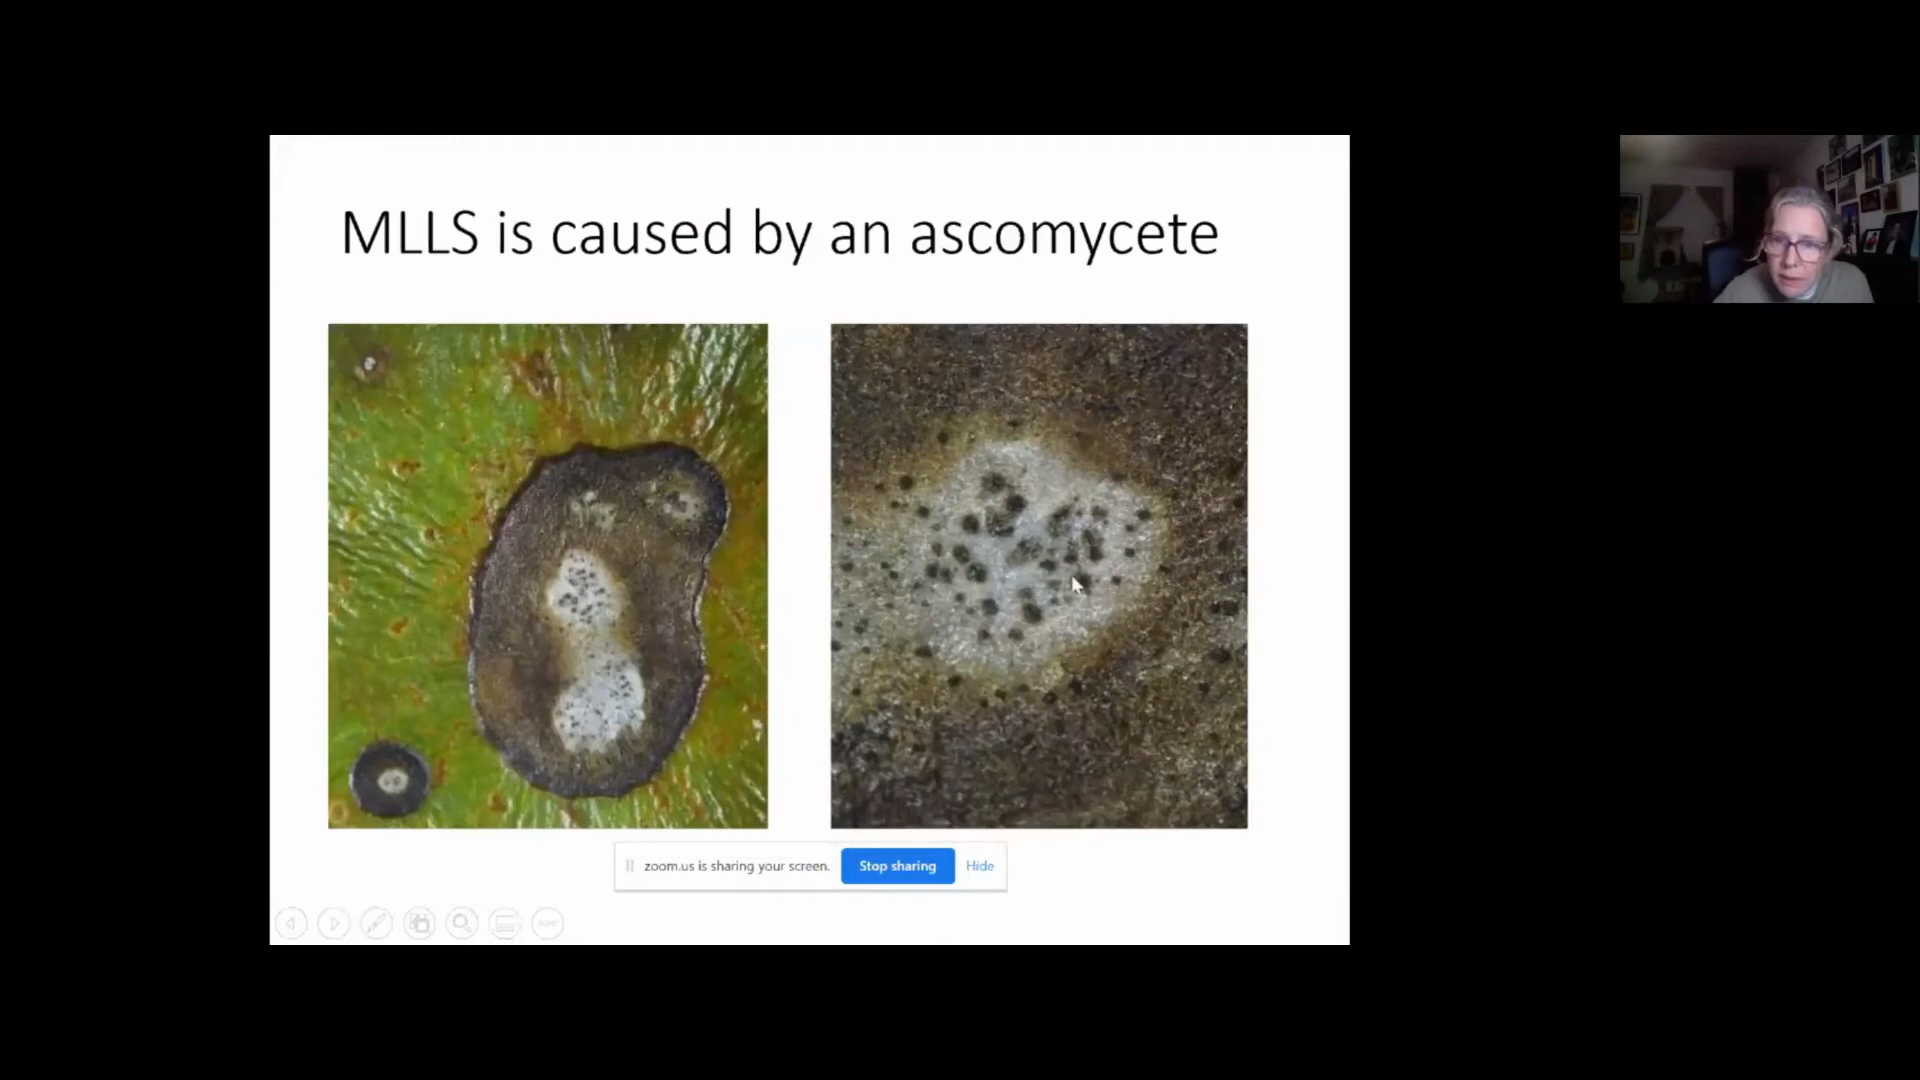 MLLS is caused by an ascomycete
zoom.us is sharing your screen. Stop sharing Hide